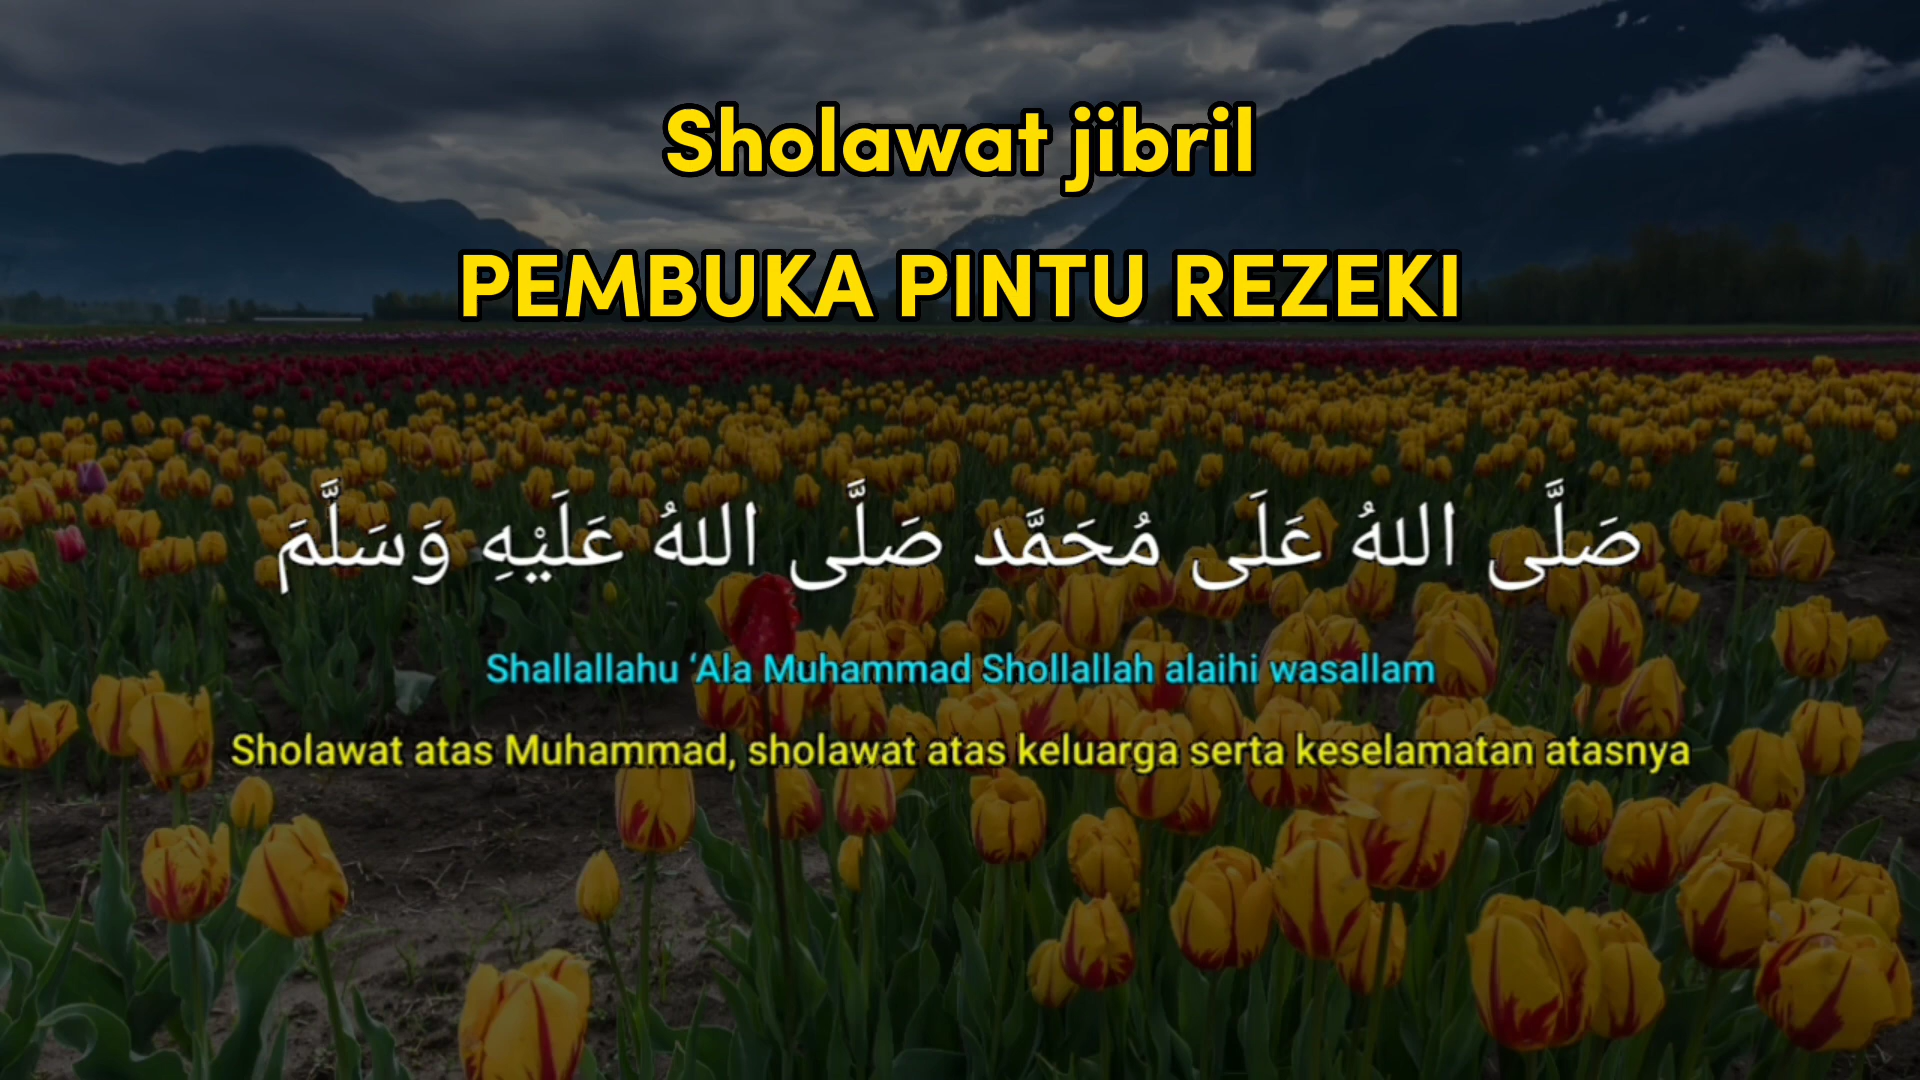 Sholawat jibril
PEMBUKA PINTU REZEKI
صَلَّى اللهُ عَلَى مُحَمَّد صَلَّى اللهُ عَلَيْهِ وَسَلَّمَ
Shallallahu ‘Ala Muhammad Shollallah alaihi wasallam
Sholawat atas Muhammad, sholawat atas keluarga serta keselamatan atasnya